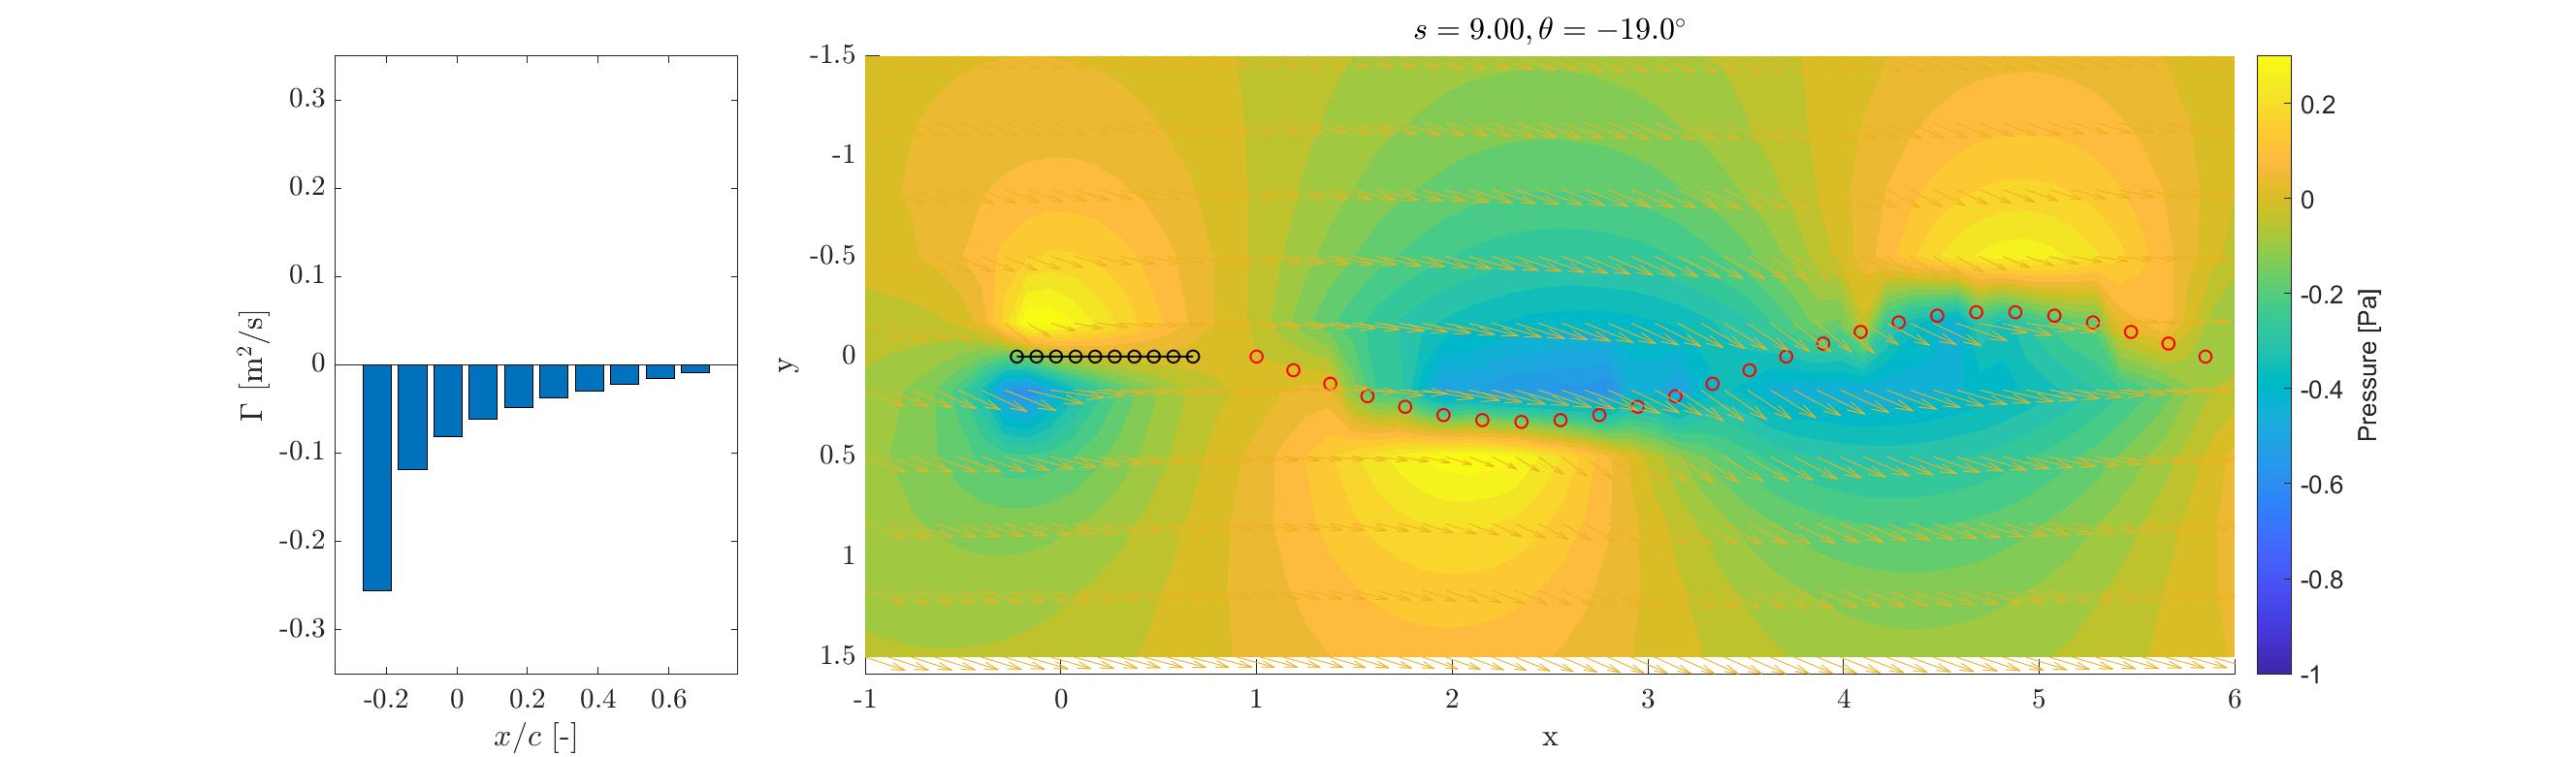 s = 9.00, θ = −19.0°
0.3
0.2
0.1
0
-0.1
-0.2
-0.3
Γ [m²/s]
-0.2 0 0.2 0.4 0.6
x/c [-]
-1.5
-1
-0.5
0
0.5
1
1.5
y
-1 0 1 2 3 4 5 6
x
0.2
0
-0.2
-0.4
-0.6
-0.8
-1
Pressure [Pa]